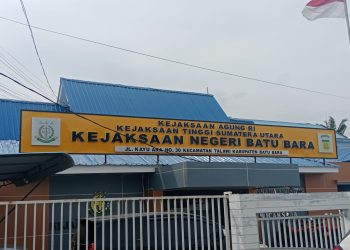 KEJAKSAAN AGUNG RI
KEJAKSAAN TINGGI SUMATERA UTARA
KEJAKSAAN NEGERI BATU BARA
JL. KAYU ARA NO. 30 KECAMATAN TALAWI KABUPATEN BATU BARA